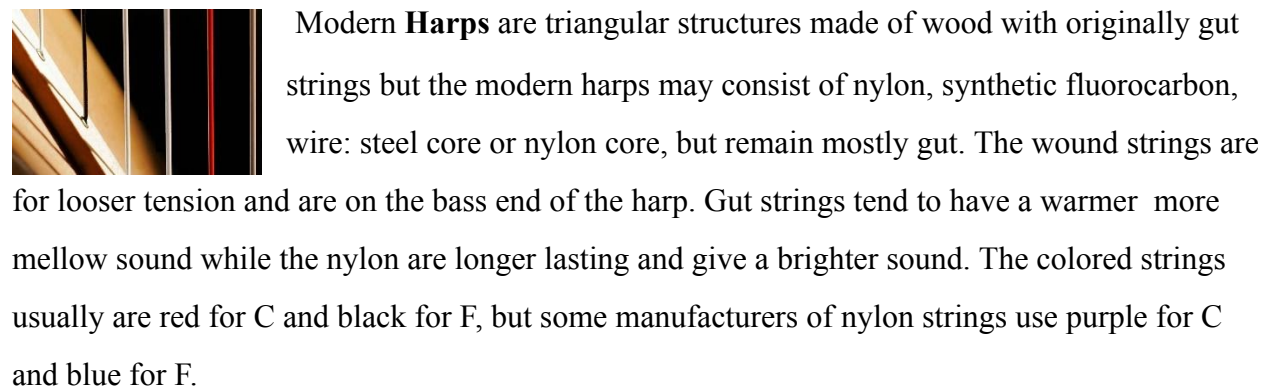 Modern Harps are triangular structures made of wood with originally gut
strings but the modern harps may consist of nylon, synthetic fluorocarbon,
wire: steel core or nylon core, but remain mostly gut. The wound strings are
for looser tension and are on the bass end of the harp. Gut strings tend to have a warmer  more
mellow sound while the nylon are longer lasting and give a brighter sound. The colored strings
usually are red for C and black for F, but some manufacturers of nylon strings use purple for C
and blue for F.